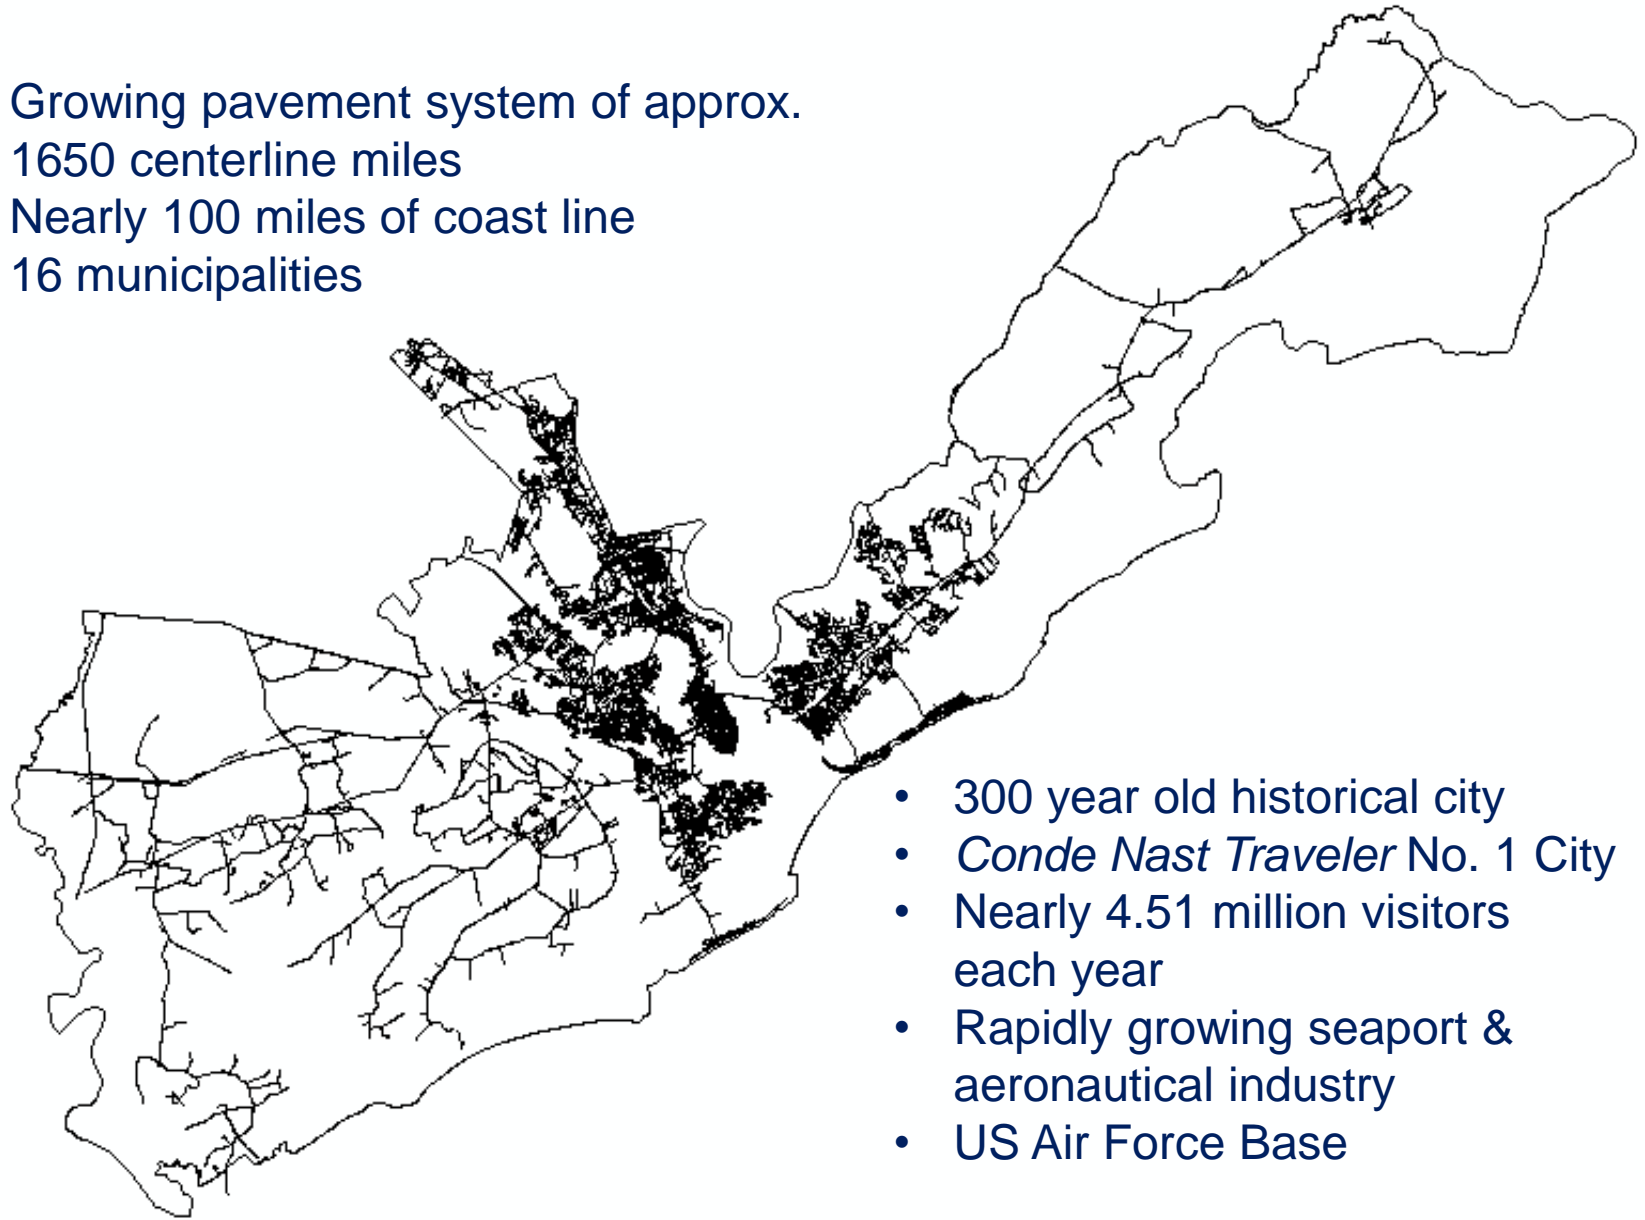 Growing pavement system of approx.
1650 centerline miles
Nearly 100 miles of coast line
16 municipalities
• 300 year old historical city
• Conde Nast Traveler No. 1 City
• Nearly 4.51 million visitors
each year
• Rapidly growing seaport &
aeronautical industry
• US Air Force Base